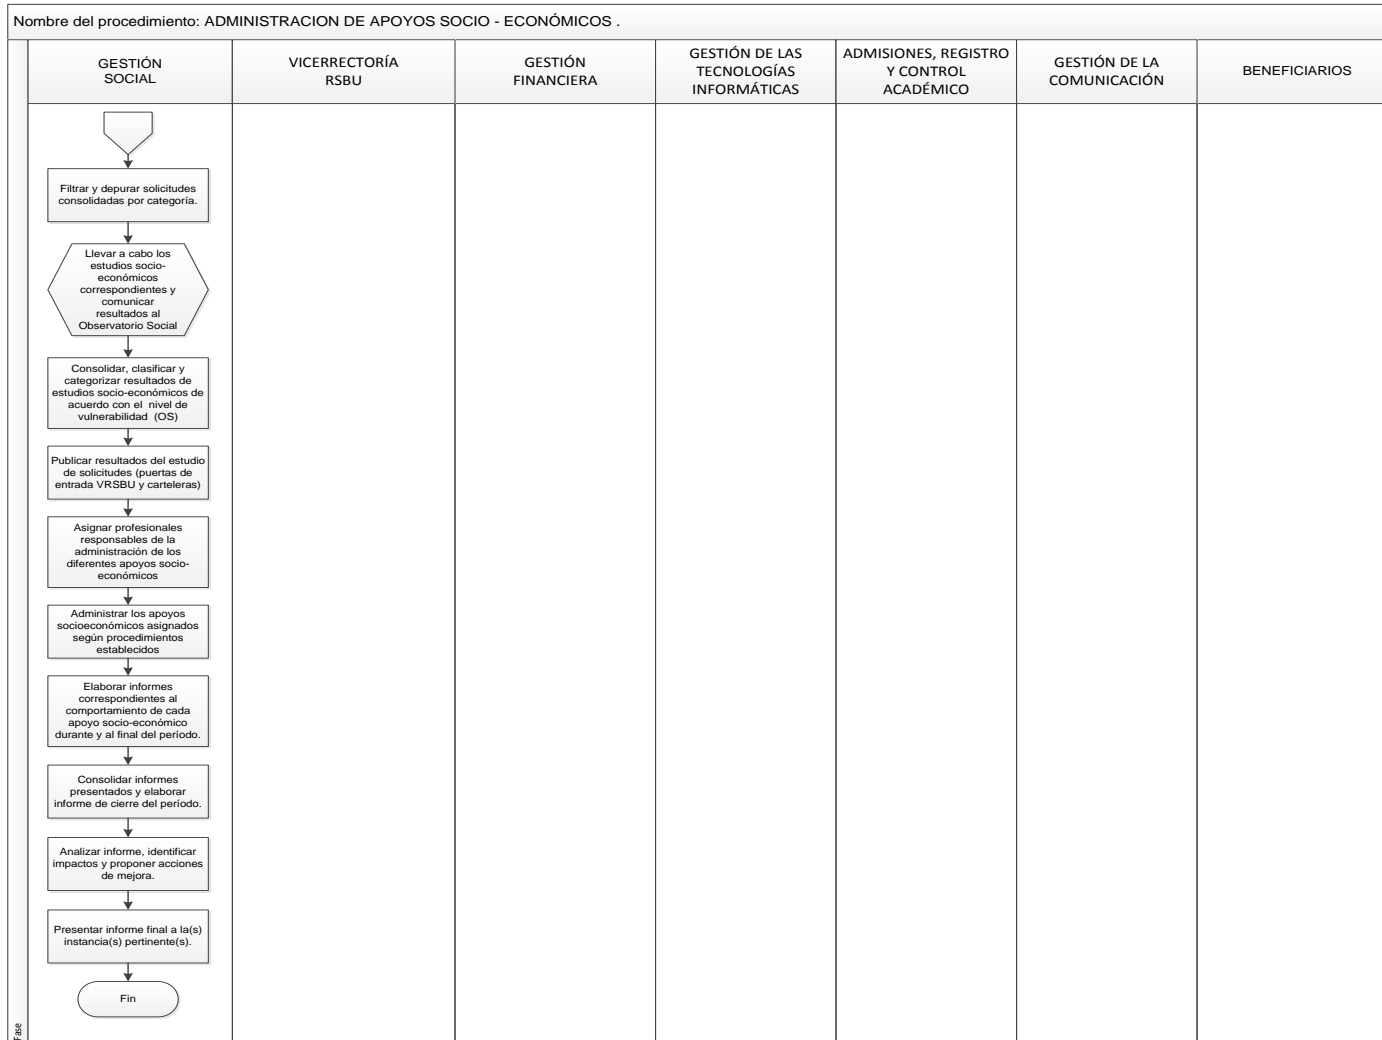 Nombre del procedimiento: ADMINISTRACION DE APOYOS SOCIO - ECONÓMICOS .
GESTIÓN
SOCIAL
VICERRECTORÍA
RSBU
GESTIÓN
FINANCIERA
GESTIÓN DE LAS
TECNOLOGÍAS
INFORMÁTICAS
ADMISIONES, REGISTRO
Y CONTROL
ACADÉMICO
GESTIÓN DE LA
COMUNICACIÓN
BENEFICIARIOS
Filtrar y depurar solicitudes
consolidadas por categoría.
Llevar a cabo los
estudios socio-
económicos
correspondientes y
comunicar
resultados al
Observatorio Social
Consolidar, clasificar y
categorizar resultados de
estudios socio-económicos de
acuerdo con el nivel de
vulnerabilidad (OS)
Publicar resultados del estudio
de solicitudes (puertas de
entrada VRSBU y carteleras)
Asignar profesionales
responsables de la
administración de los
diferentes apoyos socio-
económicos
Administrar los apoyos
socioeconómicos asignados
según procedimientos
establecidos
Elaborar informes
correspondientes al
comportamiento de cada
apoyo socio-económico
durante y al final del período.
Consolidar informes
presentados y elaborar
informe de cierre del período.
Analizar informe, identificar
impactos y proponer acciones
de mejora.
Presentar informe final a la(s)
instancia(s) pertinente(s).
Fin
Fase